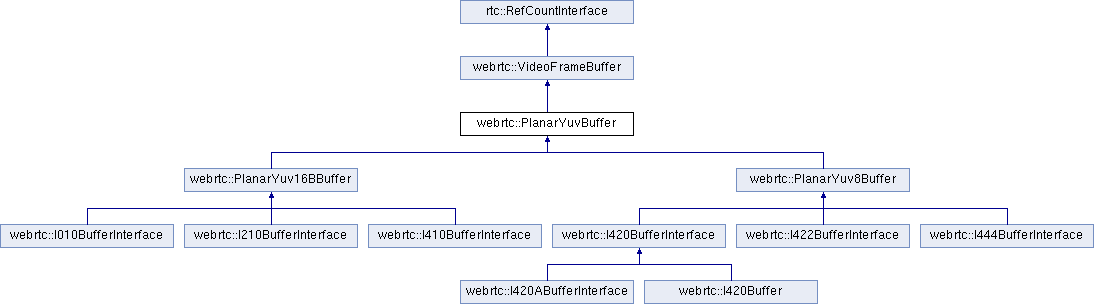 rtc::RefCountInterface
webrtc::VideoFrameBuffer
webrtc::PlanarYuvBuffer
webrtc::PlanarYuv16BBuffer
webrtc::PlanarYuv8Buffer
webrtc::I010BufferInterface
webrtc::I210BufferInterface
webrtc::I410BufferInterface
webrtc::I420BufferInterface
webrtc::I422BufferInterface
webrtc::I444BufferInterface
webrtc::I420ABufferInterface
webrtc::I420Buffer